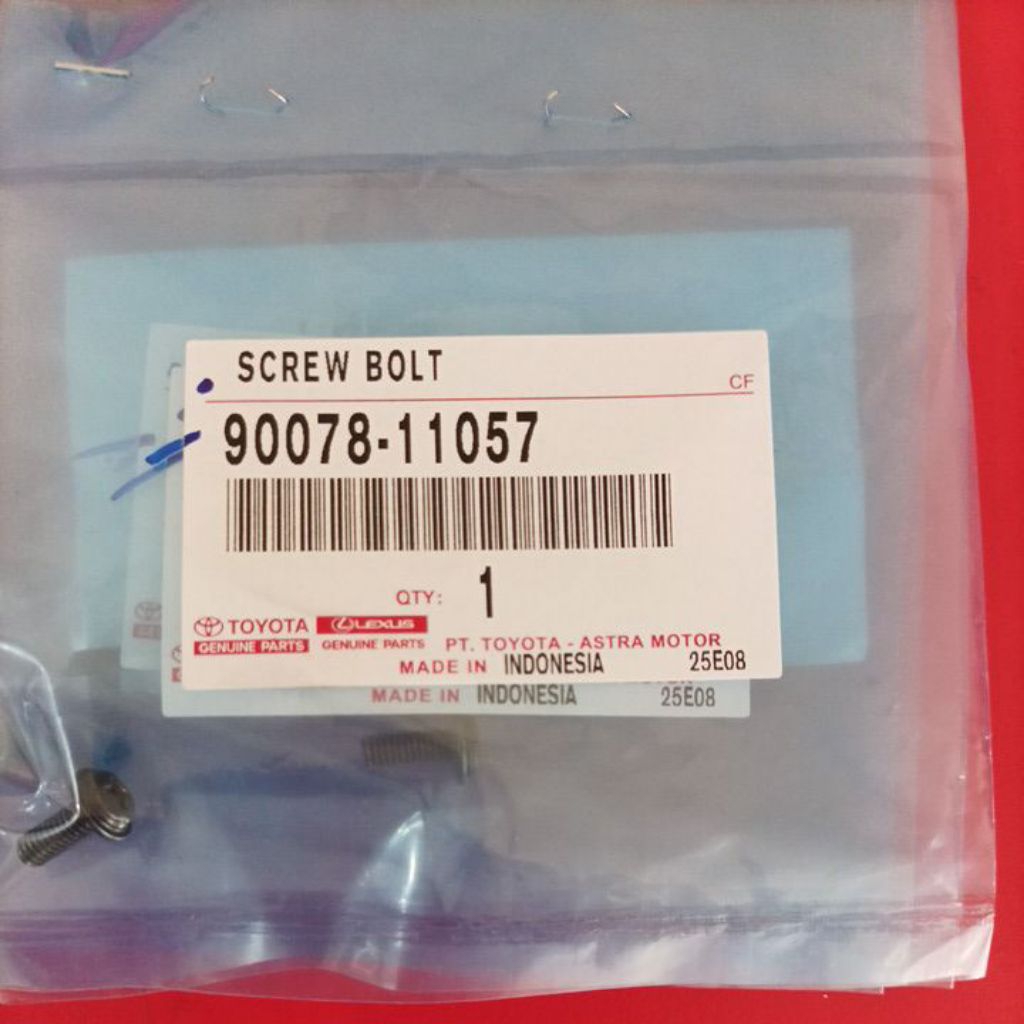 SCREW BOLT
CF
90078-11057
QTY: 1
TOYOTA LEXUS
GENUINE PARTS GENUINE PARTS PT. TOYOTA - ASTRA MOTOR
MADE IN INDONESIA 25E08
MADE IN INDONESIA 25E08